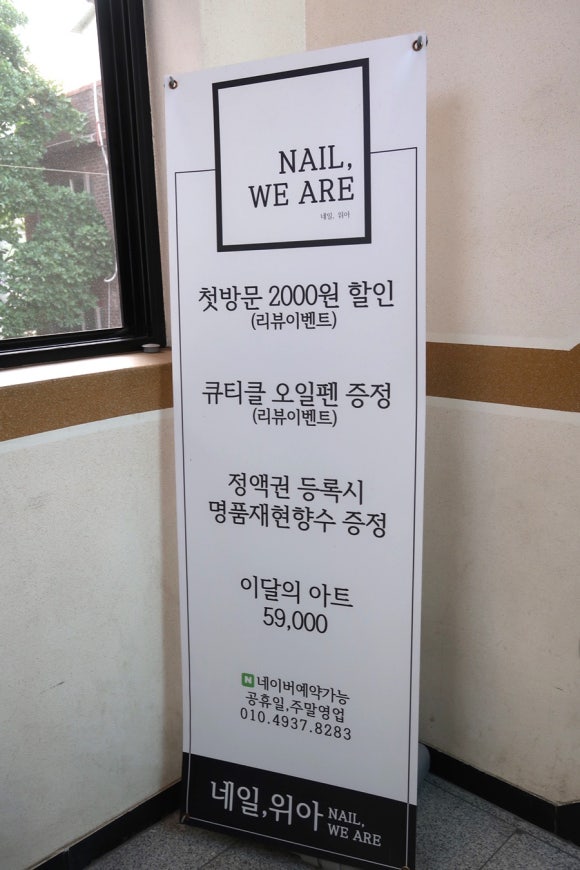 NAIL,
WE ARE
네일, 위아
첫방문 2000원 할인
(리뷰이벤트)
큐티클 오일펜 증정
(리뷰이벤트)
정액권 등록시
명품재현향수 증정
이달의 아트
59,000
N 네이버예약가능
공휴일,주말영업
010.4937.8283
네일,위아 NAIL,
WE ARE